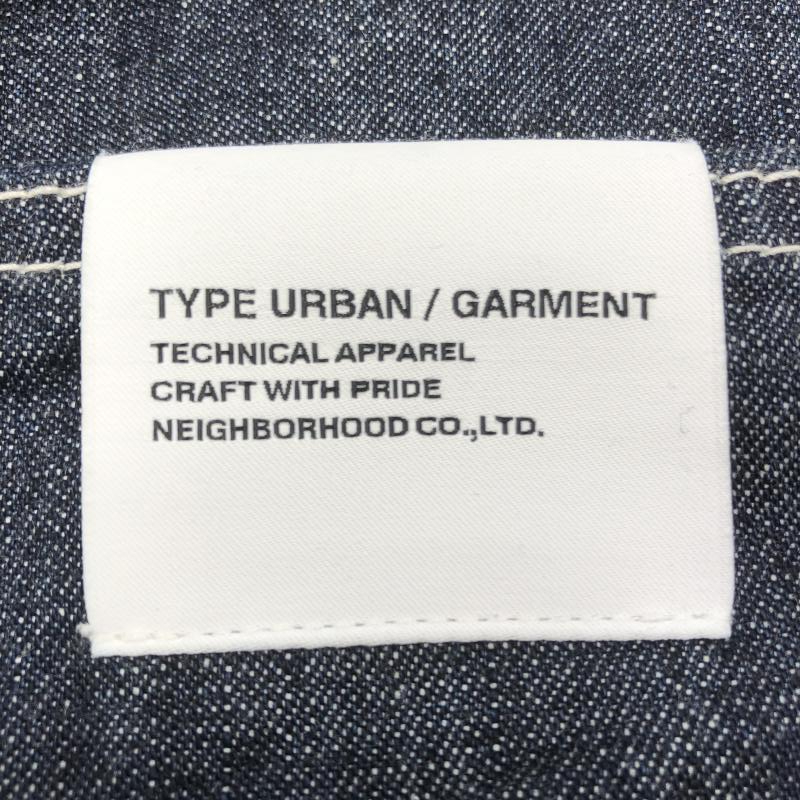 TYPE URBAN / GARMENT
TECHNICAL APPAREL
CRAFT WITH PRIDE
NEIGHBORHOOD CO.,LTD.